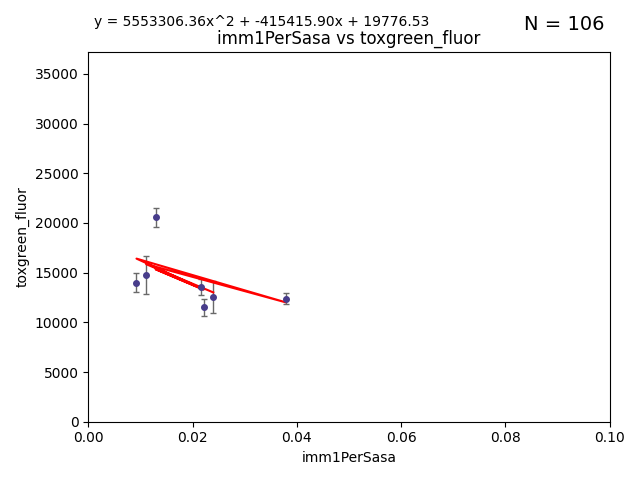 y = 5553306.36x^2 + -415415.90x + 19776.53
N = 106
imm1PerSasa vs toxgreen_fluor
toxgreen_fluor
35000
30000
25000
20000
15000
10000
5000
0
0.00 0.02 0.04 0.06 0.08 0.10
imm1PerSasa